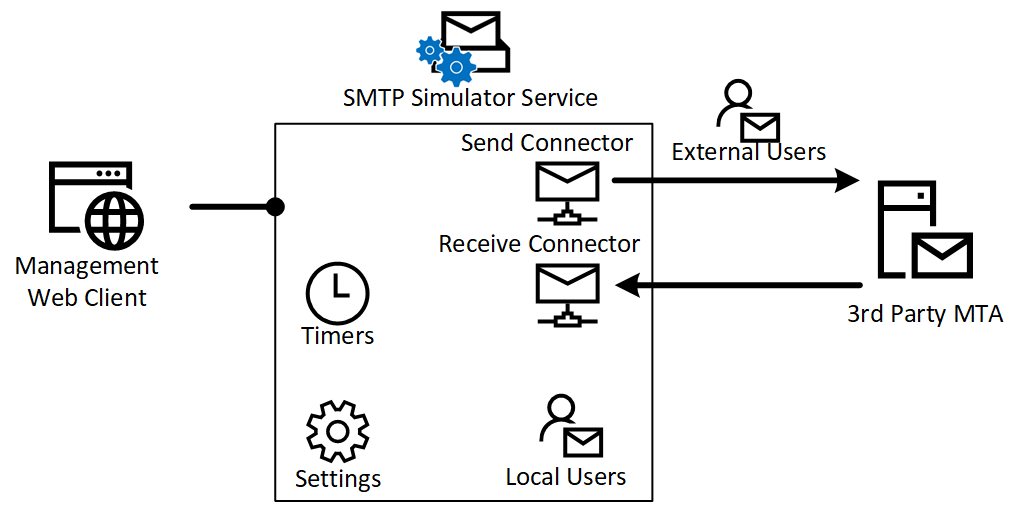 SMTP Simulator Service
Send Connector
External Users
Receive Connector
Management
Web Client
3rd Party MTA
Timers
Settings
Local Users